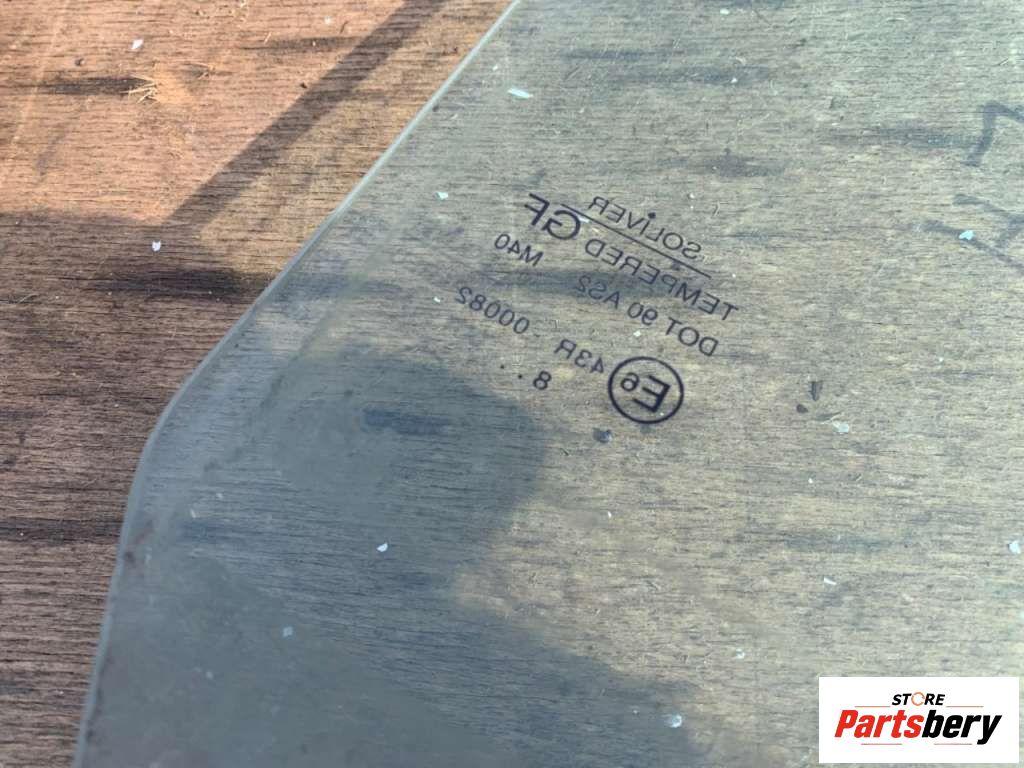 SOLIVER
TEMPERED GF
DOT 90 AS2 M40
E6 43R - 00082
8 . .
STORE
Partsbery